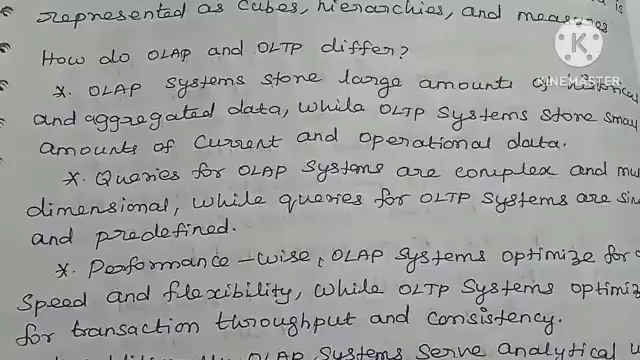 is
represented as cubes, hierarchies, and measures
How do OLAP and OLTP differ?
*. OLAP systems store large amounts of
and aggregated data, while OLTP systems store
amounts of current and operational data.
*. Queries for OLAP systems are complex and
dimensional, while queries for OLTP systems are
and predefined.
*. Performance-wise, OLAP systems optimize for
speed and flexibility, while OLTP systems
for transaction throughput and consistency.
OLAP systems serve analytical
KINEMASTER